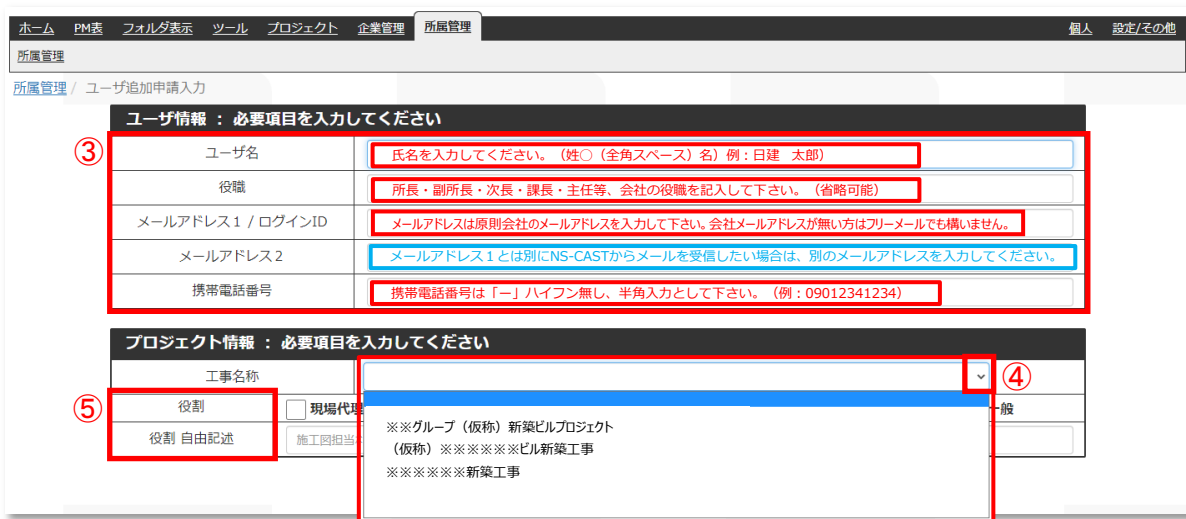 ホーム PM表 フォルダ表示 ツール プロジェクト 企業管理 所属管理 個人 設定/その他
所属管理
所属管理 / ユーザ追加申請入力
ユーザ情報 : 必要項目を入力してください
③
ユーザ名 氏名を入力してください。(姓○(全角スペース)名)例:日建 太郎)
役職 所長・副所長・次長・課長・主任等、会社の役職を記入して下さい。(省略可能)
メールアドレス1 / ログインID メールアドレスは原則会社のメールアドレスを入力して下さい。会社メールアドレスが無い方はフリーメールでも構いません。
メールアドレス2 メールアドレス1とは別にNS-CASTからメールを受信したい場合は、別のメールアドレスを入力してください。
携帯電話番号 携帯電話番号は「ー」ハイフン無し、半角入力として下さい。(例:09012341234)
プロジェクト情報 : 必要項目を入力してください
工事名称 ④
⑤ 役割 現場代 般
役割 自由記述 施工図担当
※※グループ(仮称)新築ビルプロジェクト
(仮称)※※※※※※ビル新築工事
※※※※※※新築工事